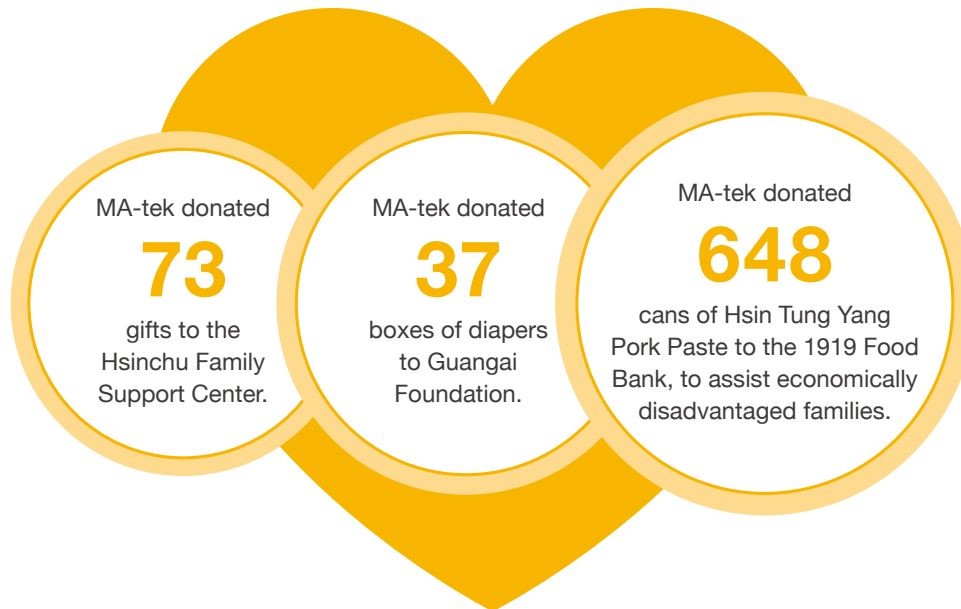 MA-tek donated
73
gifts to the
Hsinchu Family
Support Center.
MA-tek donated
37
boxes of diapers
to Guangai
Foundation.
MA-tek donated
648
cans of Hsin Tung Yang
Pork Paste to the 1919 Food
Bank, to assist economically
disadvantaged families.